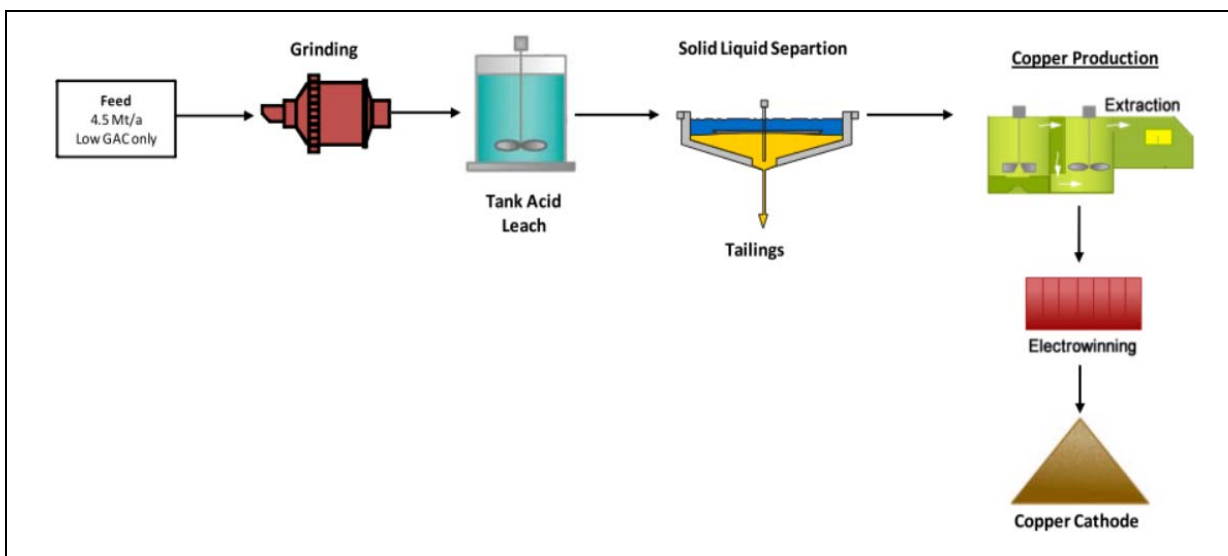 Grinding
Feed
4.5 Mt/a
Low GAC only
Tank Acid
Leach
Solid Liquid Separtion
Tailings
Copper Production
Extraction
Electrowinning
Copper Cathode